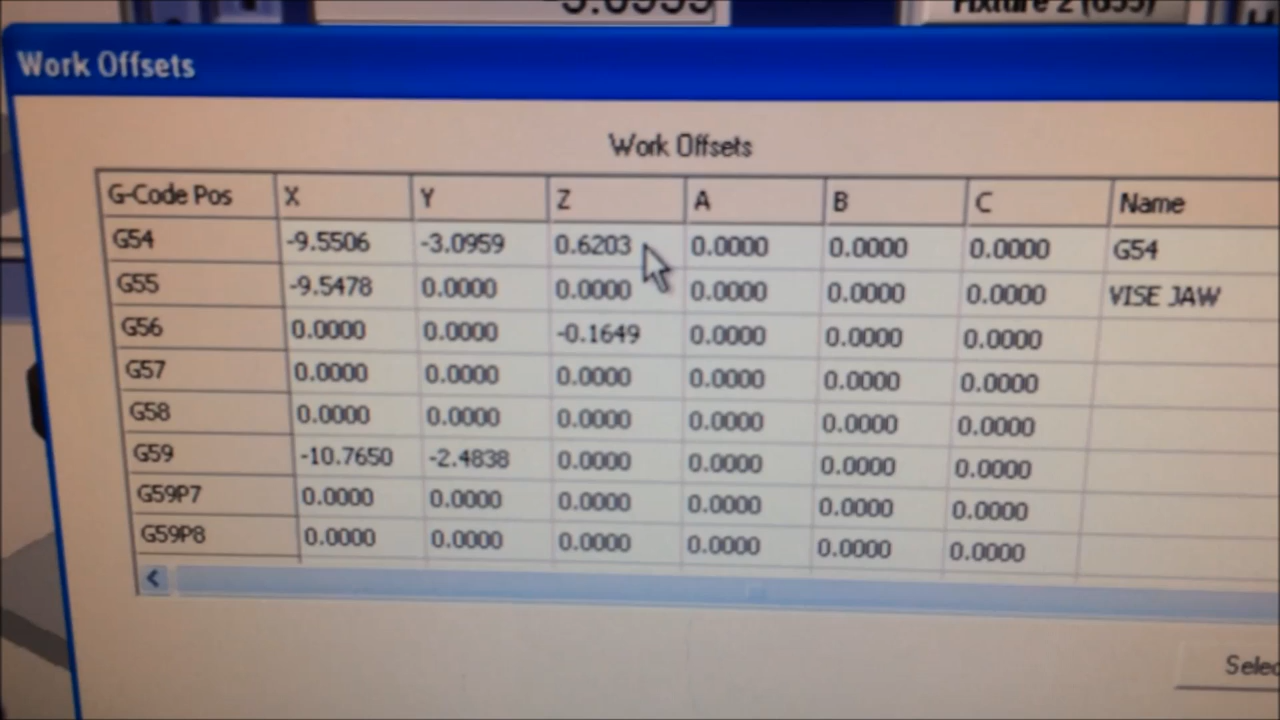 Fixture 2 (G55)
Work Offsets
Work Offsets
G-Code Pos X Y Z A B C Name
G54 -9.5506 -3.0959 0.6203 0.0000 0.0000 0.0000 G54
G55 -9.5478 0.0000 0.0000 0.0000 0.0000 0.0000 VISE JAW
G56 0.0000 0.0000 -0.1649 0.0000 0.0000 0.0000
G57 0.0000 0.0000 0.0000 0.0000 0.0000 0.0000
G58 0.0000 0.0000 0.0000 0.0000 0.0000 0.0000
G59 -10.7650 -2.4838 0.0000 0.0000 0.0000 0.0000
G59P7 0.0000 0.0000 0.0000 0.0000 0.0000 0.0000
G59P8 0.0000 0.0000 0.0000 0.0000 0.0000 0.0000
Selec